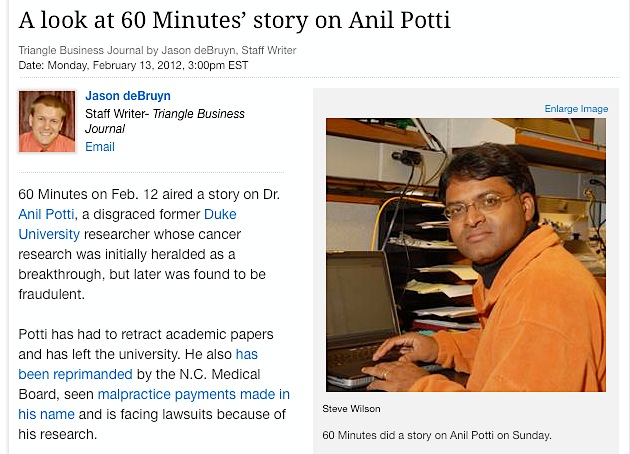 A look at 60 Minutes’ story on Anil Potti
Triangle Business Journal by Jason deBruyn, Staff Writer
Date: Monday, February 13, 2012, 3:00pm EST
Jason deBruyn
Staff Writer- Triangle Business
Journal
Email
60 Minutes on Feb. 12 aired a story on Dr.
Anil Potti, a disgraced former Duke
University researcher whose cancer
research was initially heralded as a
breakthrough, but later was found to be
fraudulent.
Potti has had to retract academic papers
and has left the university. He also has
been reprimanded by the N.C. Medical
Board, seen malpractice payments made in
his name and is facing lawsuits because of
his research.
Enlarge Image
Steve Wilson
60 Minutes did a story on Anil Potti on Sunday.